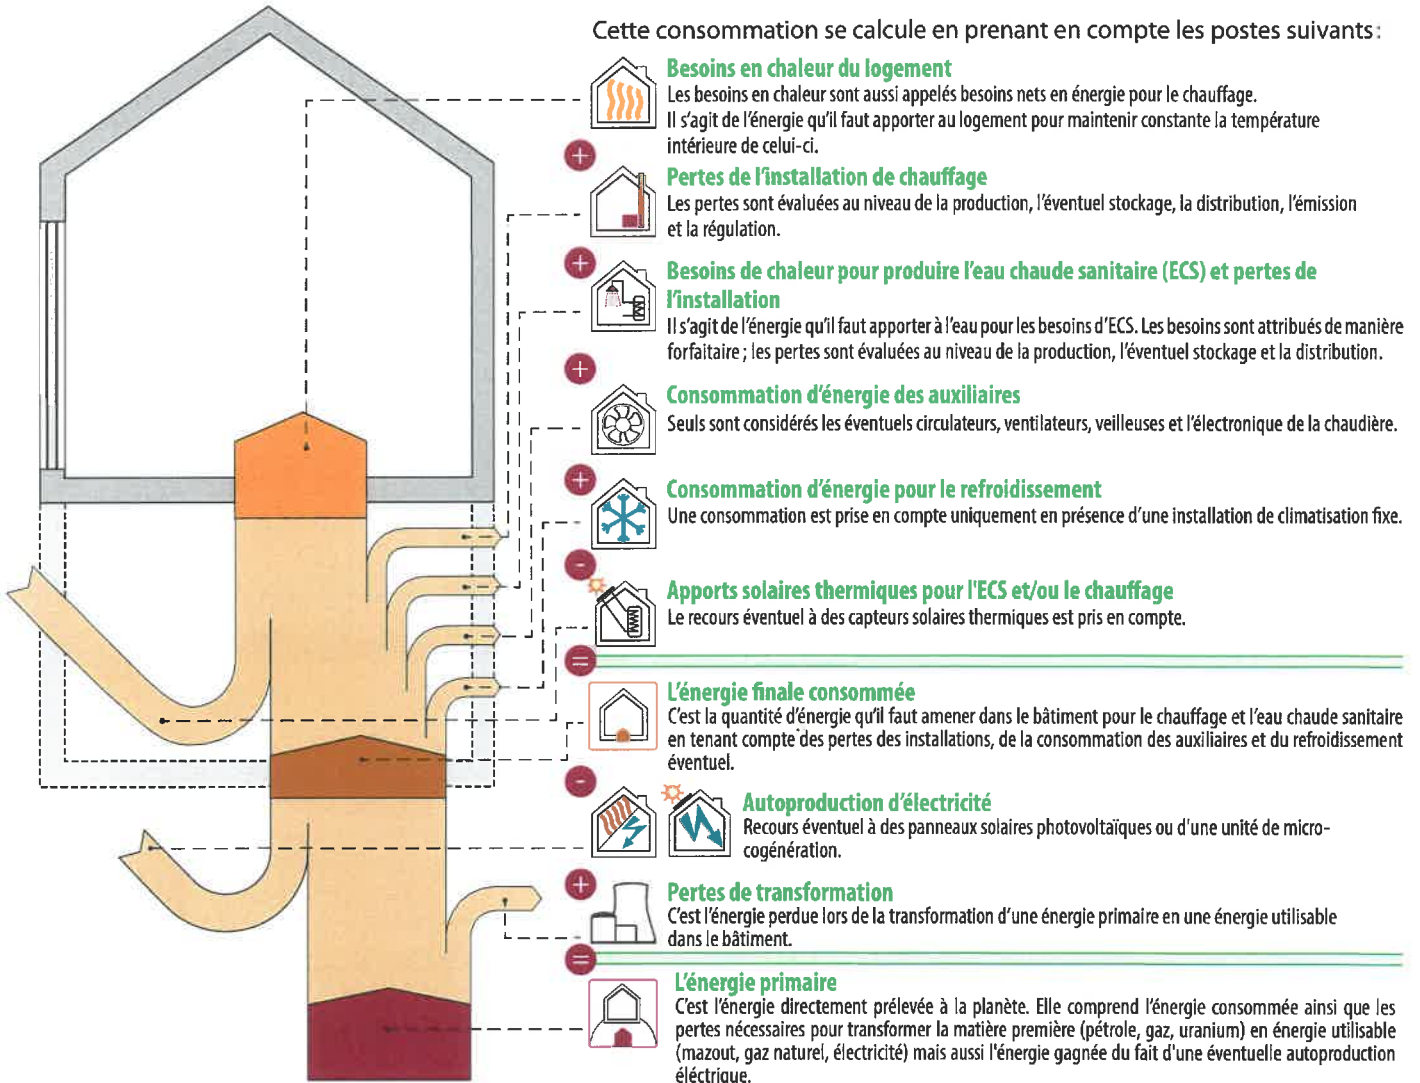 Cette consommation se calcule en prenant en compte les postes suivants :
Besoins en chaleur du logement
Les besoins en chaleur sont aussi appelés besoins nets en énergie pour le chauffage.
Il s'agit de l'énergie qu'il faut apporter au logement pour maintenir constante la température
intérieure de celui-ci.
+
Pertes de l'installation de chauffage
Les pertes sont évaluées au niveau de la production, l'éventuel stockage, la distribution, l'émission
et la régulation.
+
Besoins de chaleur pour produire l'eau chaude sanitaire (ECS) et pertes de
l'installation
Il s'agit de l'énergie qu'il faut apporter à l'eau pour les besoins d'ECS. Les besoins sont attribués de manière
forfaitaire ; les pertes sont évaluées au niveau de la production, l'éventuel stockage et la distribution.
+
Consommation d'énergie des auxiliaires
Seuls sont considérés les éventuels circulateurs, ventilateurs, veilleuses et l'électronique de la chaudière.
+
Consommation d'énergie pour le refroidissement
Une consommation est prise en compte uniquement en présence d'une installation de climatisation fixe.
-
Apports solaires thermiques pour l'ECS et/ou le chauffage
Le recours éventuel à des capteurs solaires thermiques est pris en compte.
=
L'énergie finale consommée
C'est la quantité d'énergie qu'il faut amener dans le bâtiment pour le chauffage et l'eau chaude sanitaire
en tenant compte des pertes des installations, de la consommation des auxiliaires et du refroidissement
éventuel.
-
Autoproduction d'électricité
Recours éventuel à des panneaux solaires photovoltaïques ou d'une unité de micro-
cogénération.
+
Pertes de transformation
C'est l'énergie perdue lors de la transformation d'une énergie primaire en une énergie utilisable
dans le bâtiment.
=
L'énergie primaire
C'est l'énergie directement prélevée à la planète. Elle comprend l'énergie consommée ainsi que les
pertes nécessaires pour transformer la matière première (pétrole, gaz, uranium) en énergie utilisable
(mazout, gaz naturel, électricité) mais aussi l'énergie gagnée du fait d'une éventuelle autoproduction
éléctrique.